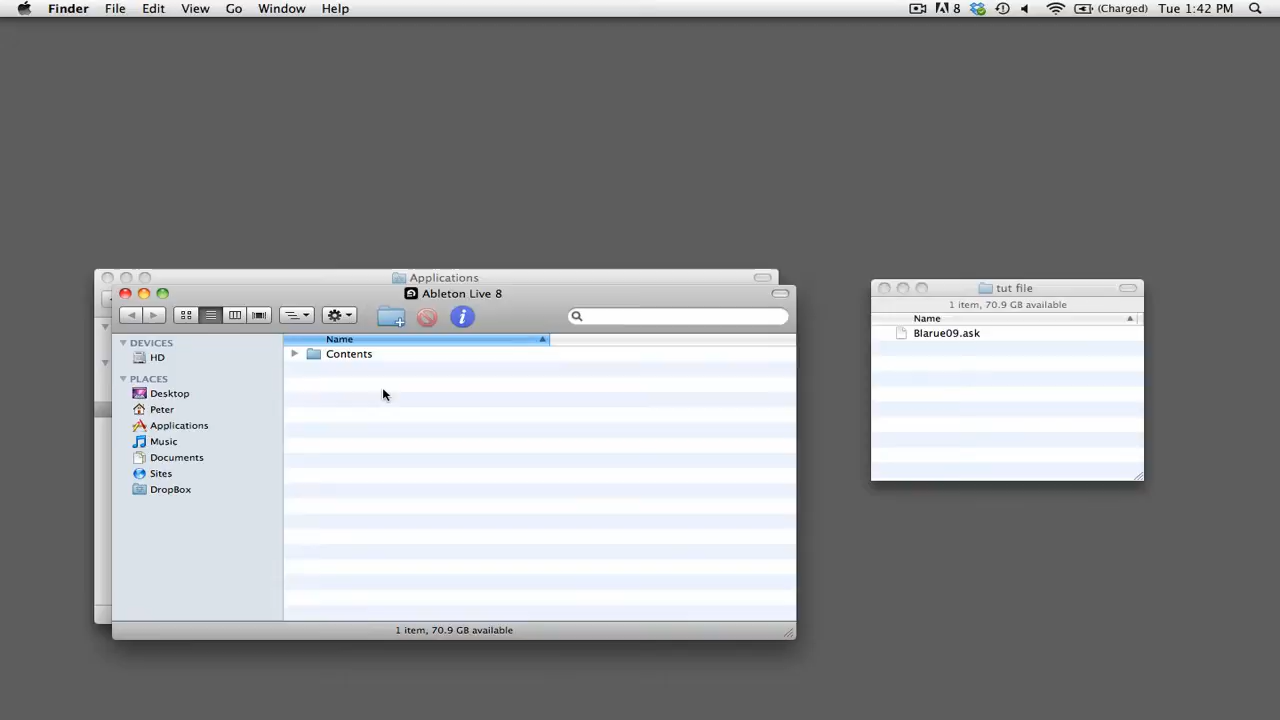 Finder File Edit View Go Window Help 8 (Charged) Tue 1:42 PM
Applications
Ableton Live 8
Name
Contents
DEVICES
HD
PLACES
Desktop
Peter
Applications
Music
Documents
Sites
DropBox
1 item, 70.9 GB available
tut file
1 item, 70.9 GB available
Name
Blarue09.ask